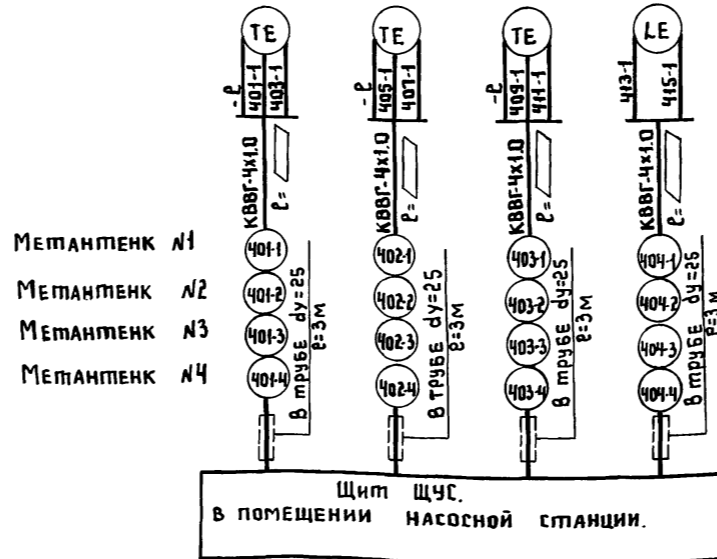 TE TE TE LE
-ρ 401-1 403-1 -ρ 405-1 407-1 -ρ 409-1 411-1 413-1 415-1
КВВГ-4х1.0 ℓ= КВВГ-4х1.0 ℓ= КВВГ-4х1.0 ℓ= КВВГ-4х1.0 ℓ=
Метантенк N1 401-1 402-1 403-1 404-1
Метантенк N2 401-2 402-2 403-2 404-2
Метантенк N3 401-3 402-3 403-3 404-3
Метантенк N4 401-4 402-4 403-4 404-4
В трубе dy=25 В трубе dy=25 В трубе dy=25 В трубе dy=25
ℓ=3м ℓ=3м ℓ=3м ℓ=3м
Щит ЩУС.
В помещении насосной станции.